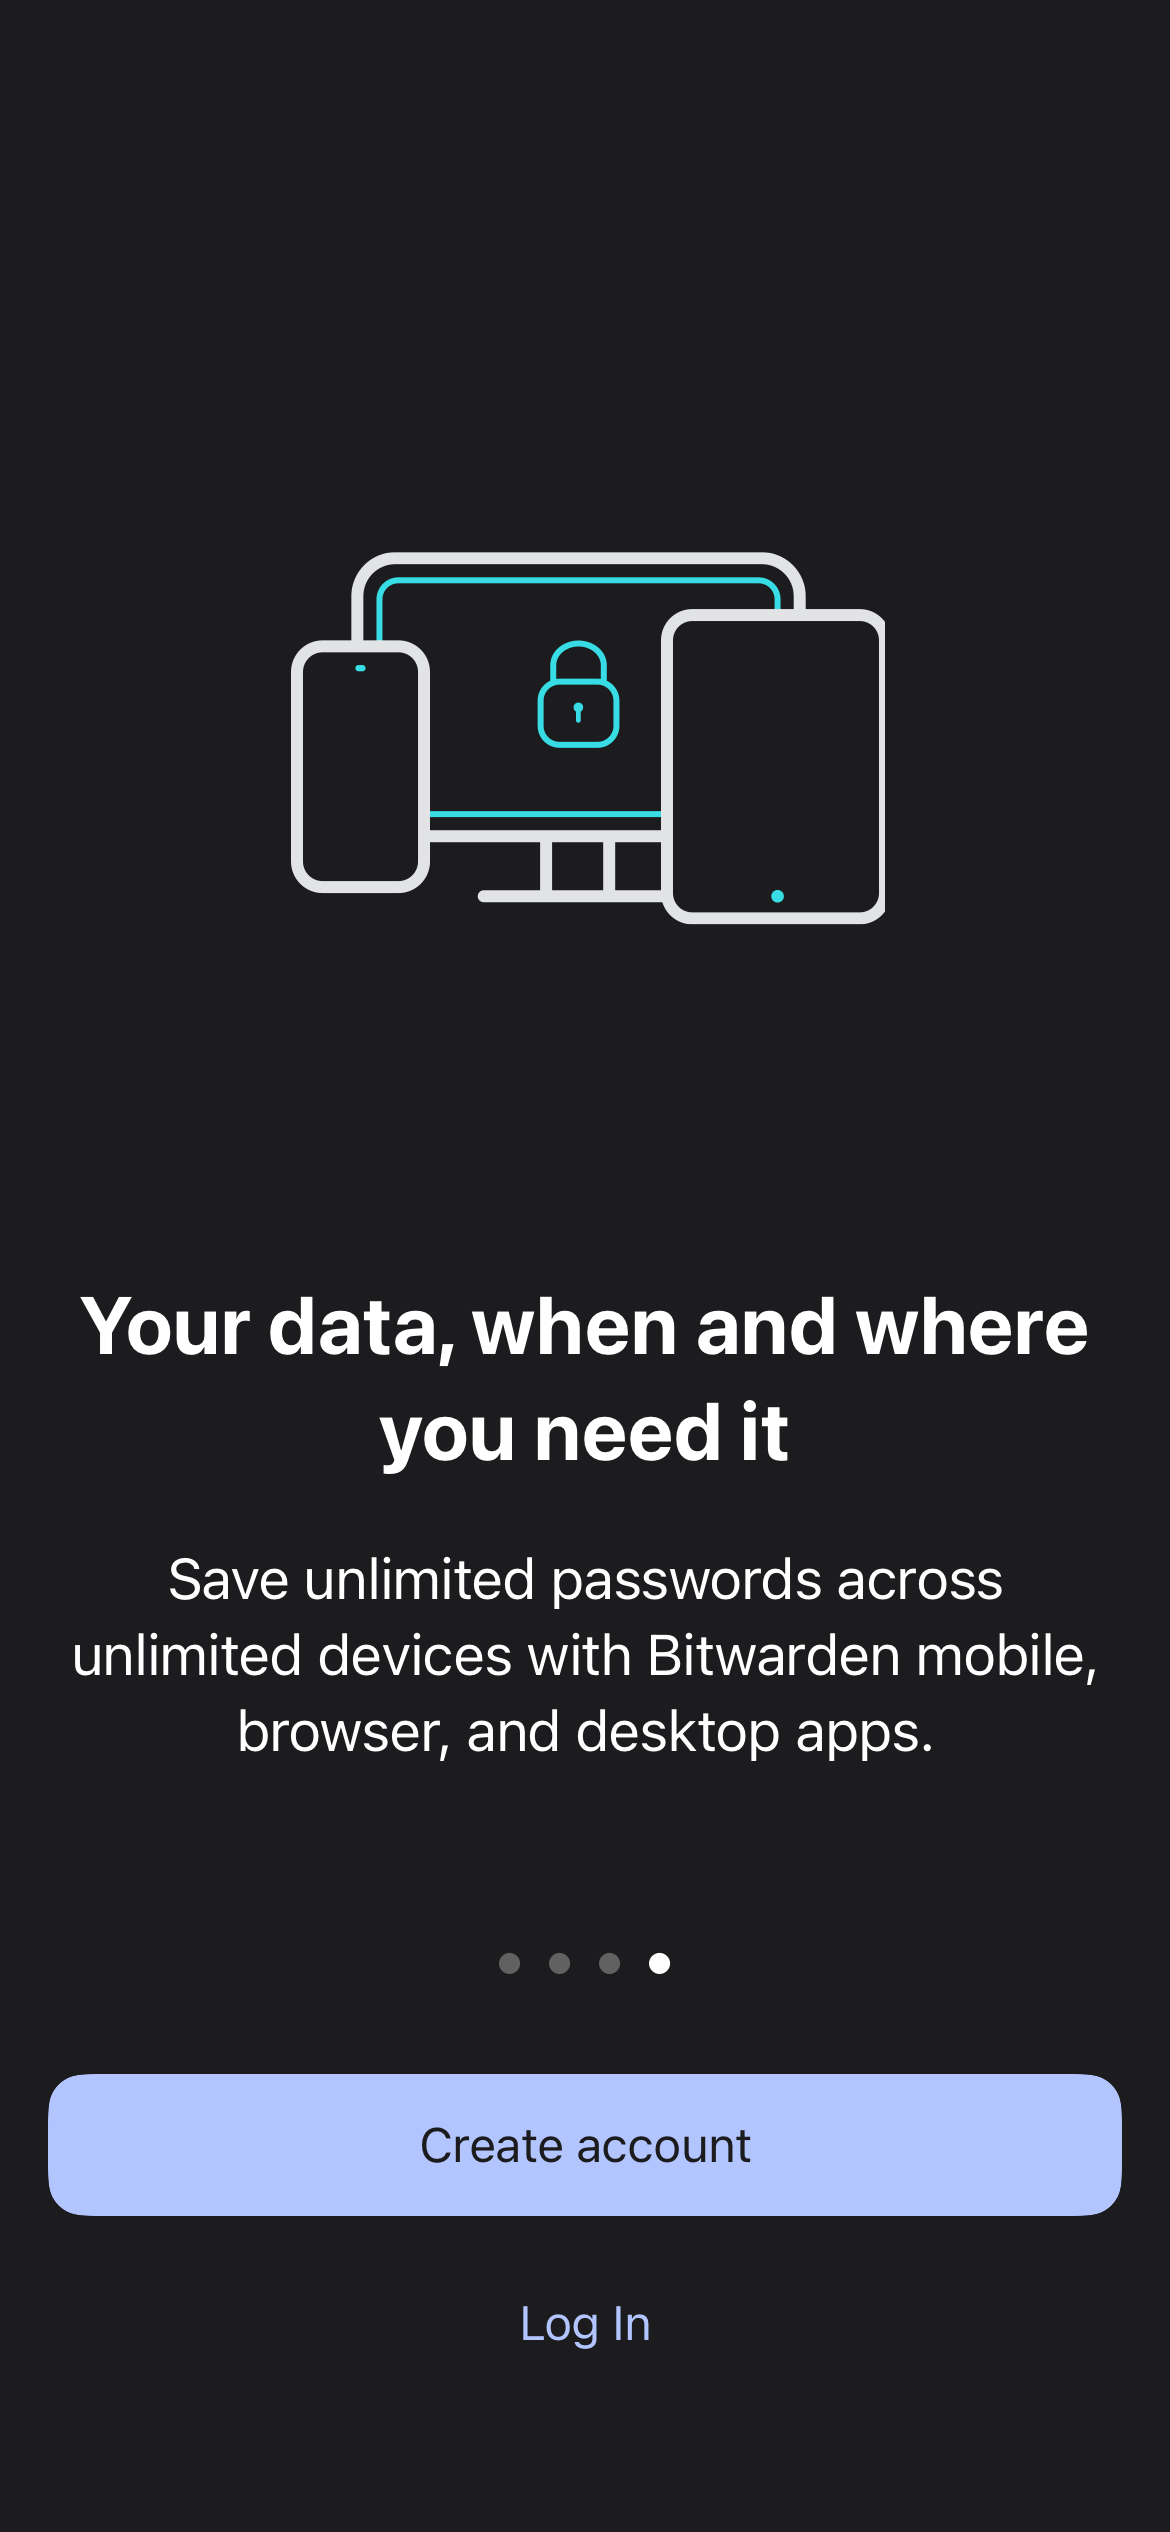 Your data, when and where
you need it
Save unlimited passwords across
unlimited devices with Bitwarden mobile,
browser, and desktop apps.
Create account
Log In